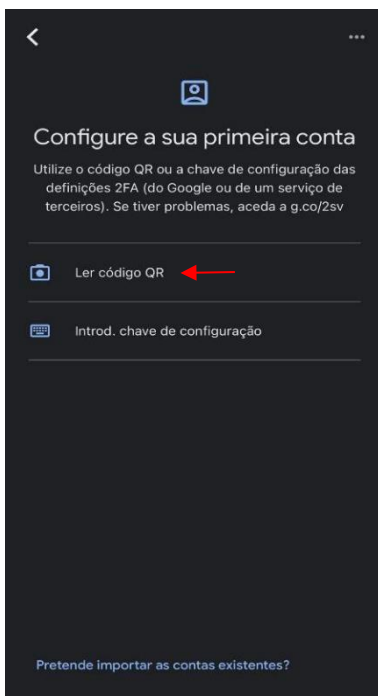 Configure a sua primeira conta
Utilize o código QR ou a chave de configuração das
definições 2FA (do Google ou de um serviço de
terceiros). Se tiver problemas, aceda a g.co/2sv
Ler código QR
Introd. chave de configuração
Pretende importar as contas existentes?